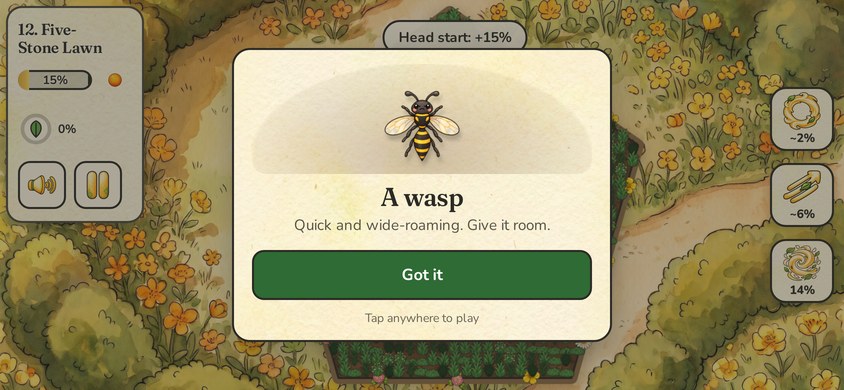 12. Five-
Stone Lawn
15%
0%
Head start: +15%
A wasp
Quick and wide-roaming. Give it room.
Got it
Tap anywhere to play
~2%
~6%
14%